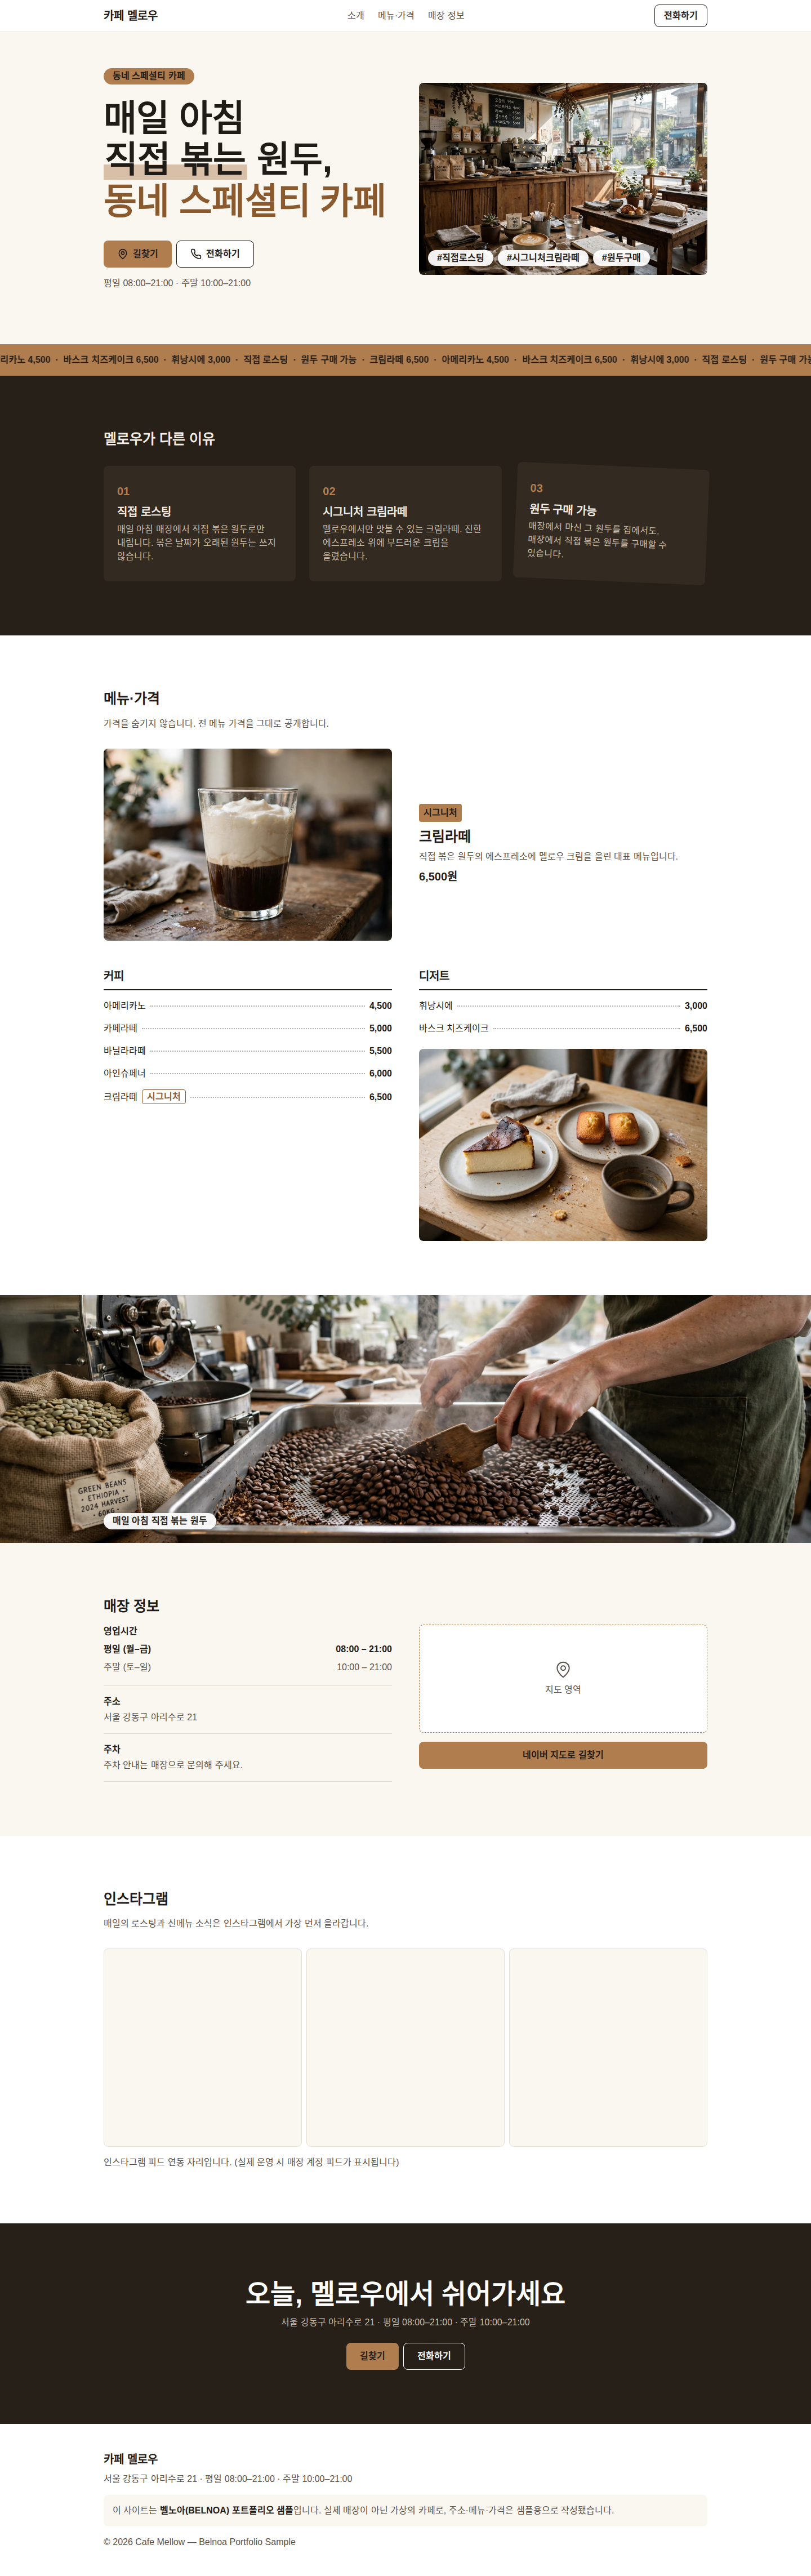 카페 멜로우
소개 메뉴·가격 매장 정보
전화하기
동네 스페셜티 카페
매일 아침
직접 볶는 원두,
동네 스페셜티 카페
길찾기 전화하기
평일 08:00–21:00 · 주말 10:00–21:00
#직접로스팅 #시그니처크림라떼 #원두구매
리카노 4,500 · 바스크 치즈케이크 6,500 · 휘낭시에 3,000 · 직접 로스팅 · 원두 구매 가능 · 크림라떼 6,500 · 아메리카노 4,500 · 바스크 치즈케이크 6,500 · 휘낭시에 3,000 · 직접 로스팅 · 원두 구매 가능
멜로우가 다른 이유
01
직접 로스팅
매일 아침 매장에서 직접 볶은 원두로만
내립니다. 볶은 날짜가 오래된 원두는 쓰지
않습니다.
02
시그니처 크림라떼
멜로우에서만 맛볼 수 있는 크림라떼. 진한
에스프레소 위에 부드러운 크림을
올렸습니다.
03
원두 구매 가능
매장에서 마신 그 원두를 집에서도.
매장에서 직접 볶은 원두를 구매할 수
있습니다.
메뉴·가격
가격을 숨기지 않습니다. 전 메뉴 가격을 그대로 공개합니다.
시그니처
크림라떼
직접 볶은 원두의 에스프레소에 멜로우 크림을 올린 대표 메뉴입니다.
6,500원
커피
아메리카노 4,500
카페라떼 5,000
바닐라라떼 5,500
아인슈페너 6,000
크림라떼 시그니처 6,500
디저트
휘낭시에 3,000
바스크 치즈케이크 6,500
GREEN BEANS
· ETHIOPIA ·
2024 HARVEST
· 60KG ·
매일 아침 직접 볶는 원두
매장 정보
영업시간
평일 (월–금) 08:00 – 21:00
주말 (토–일) 10:00 – 21:00
주소
서울 강동구 아리수로 21
주차
주차 안내는 매장으로 문의해 주세요.
지도 영역
네이버 지도로 길찾기
인스타그램
매일의 로스팅과 신메뉴 소식은 인스타그램에서 가장 먼저 올라갑니다.
인스타그램 피드 연동 자리입니다. (실제 운영 시 매장 계정 피드가 표시됩니다)
오늘, 멜로우에서 쉬어가세요
서울 강동구 아리수로 21 · 평일 08:00–21:00 · 주말 10:00–21:00
길찾기 전화하기
카페 멜로우
서울 강동구 아리수로 21 · 평일 08:00–21:00 · 주말 10:00–21:00
이 사이트는 벨노아(BELNOA) 포트폴리오 샘플입니다. 실제 매장이 아닌 가상의 카페로, 주소·메뉴·가격은 샘플용으로 작성됐습니다.
© 2026 Cafe Mellow — Belnoa Portfolio Sample